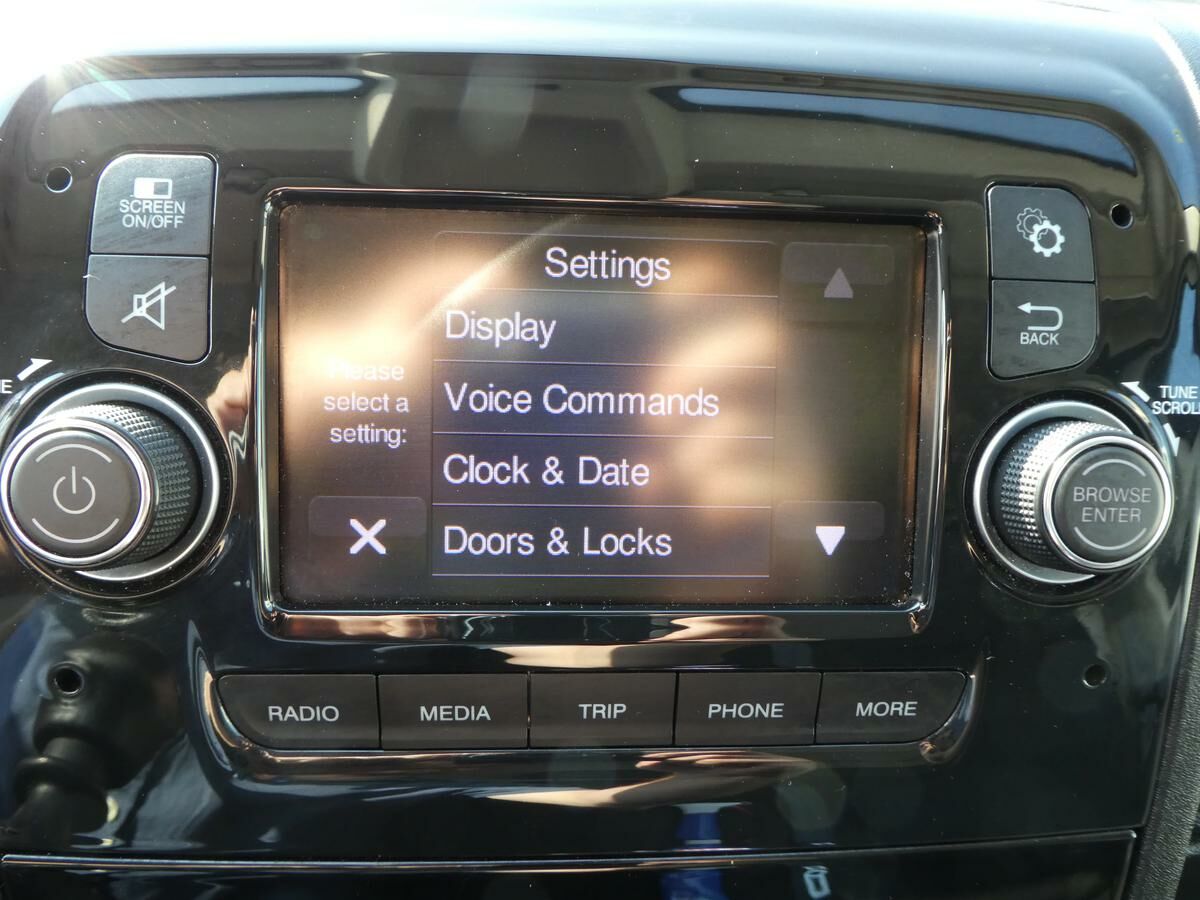 SCREEN
ON/OFF
Settings
Display
Please
select a
setting:
Voice Commands
Clock & Date
Doors & Locks
BACK
TUNE
SCROLL
BROWSE
ENTER
RADIO
MEDIA
TRIP
PHONE
MORE